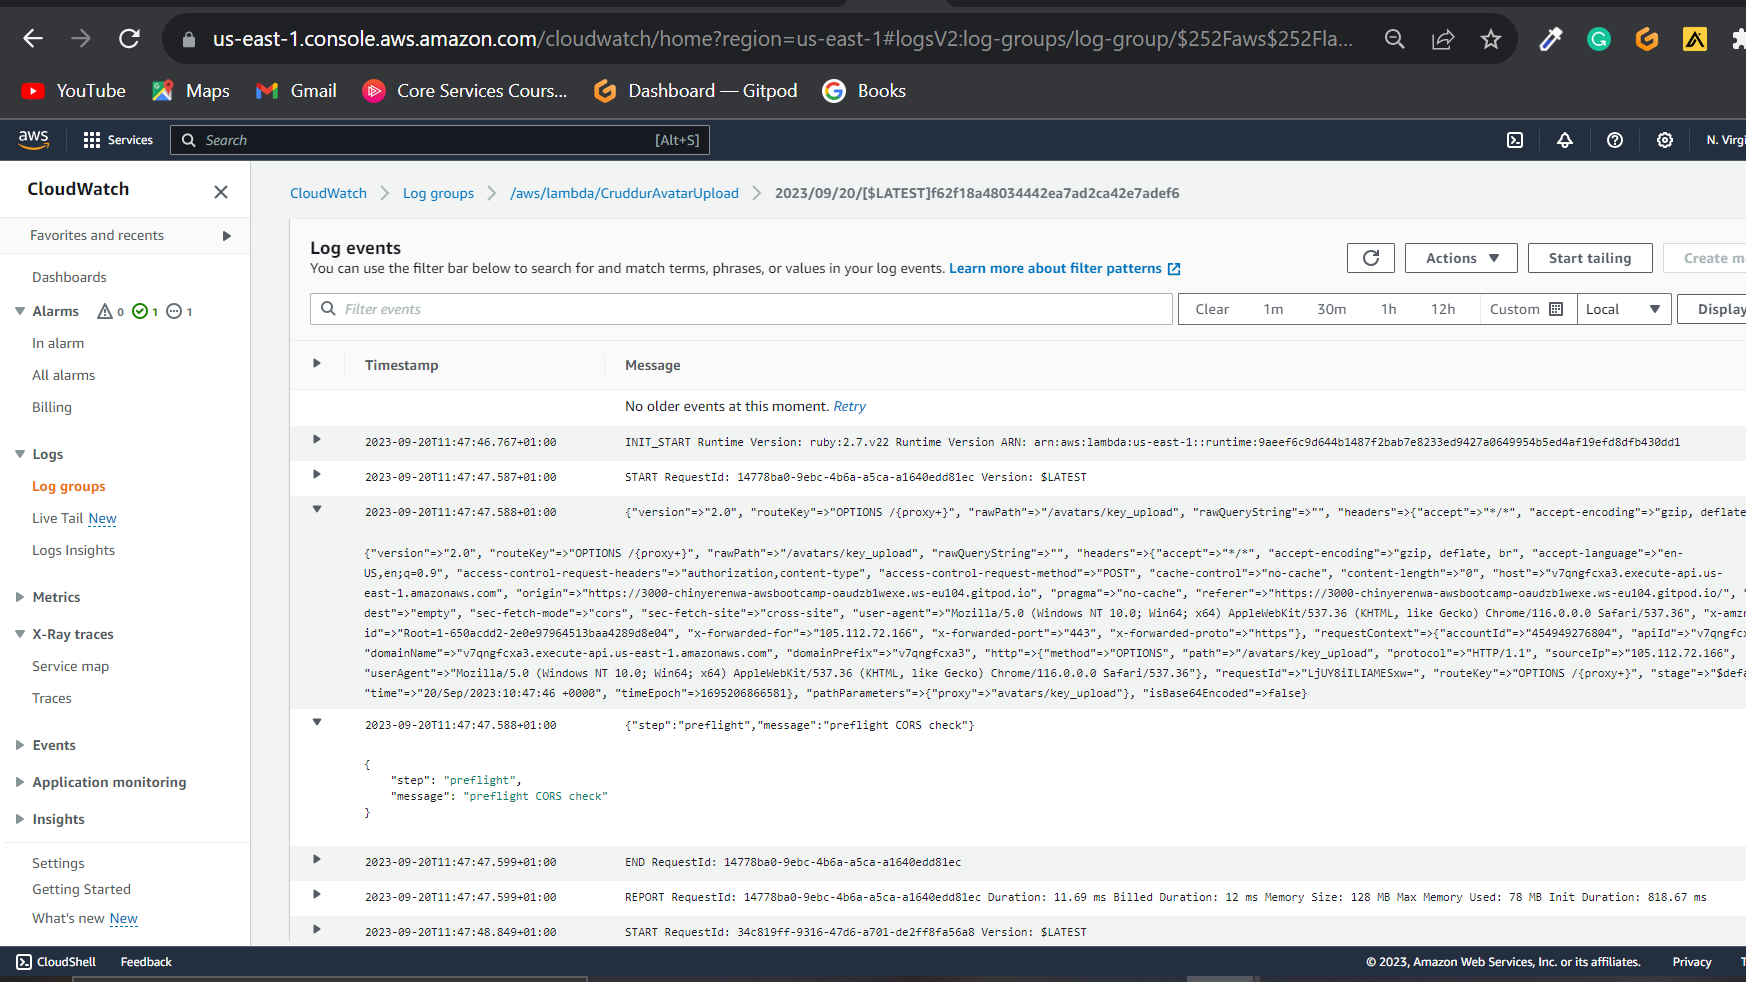 us-east-1.console.aws.amazon.com/cloudwatch/home?region=us-east-1#logsV2:log-groups/log-group/$252Faws$252Fla...
YouTube Maps Gmail Core Services Cours... Dashboard — Gitpod Books
aws Services Search [Alt+S] N. Virgi
CloudWatch
Favorites and recents
Dashboards
Alarms 0 1 1
In alarm
All alarms
Billing
Logs
Log groups
Live Tail New
Logs Insights
Metrics
X-Ray traces
Service map
Traces
Events
Application monitoring
Insights
Settings
Getting Started
What's new New
CloudWatch Log groups /aws/lambda/CruddurAvatarUpload 2023/09/20/[$LATEST]f62f18a48034442ea7ad2ca42e7adef6
Log events
You can use the filter bar below to search for and match terms, phrases, or values in your log events. Learn more about filter patterns
Actions Start tailing Create m
Filter events Clear 1m 30m 1h 12h Custom Local Display
Timestamp Message
No older events at this moment. Retry
2023-09-20T11:47:46.767+01:00 INIT_START Runtime Version: ruby:2.7.v22 Runtime Version ARN: arn:aws:lambda:us-east-1::runtime:9aeef6c9d644b1487f2bab7e8233ed9427a0649954b5ed4af19efd8dfb430dd1
2023-09-20T11:47:47.587+01:00 START RequestId: 14778ba0-9ebc-4b6a-a5ca-a1640edd81ec Version: $LATEST
2023-09-20T11:47:47.588+01:00 {"version"=>"2.0", "routeKey"=>"OPTIONS /{proxy+}", "rawPath"=>"/avatars/key_upload", "rawQueryString"=>"", "headers"=>{"accept"=>"*/*", "accept-encoding"=>"gzip, deflate
{"version"=>"2.0", "routeKey"=>"OPTIONS /{proxy+}", "rawPath"=>"/avatars/key_upload", "rawQueryString"=>"", "headers"=>{"accept"=>"*/*", "accept-encoding"=>"gzip, deflate, br", "accept-language"=>"en-
US,en;q=0.9", "access-control-request-headers"=>"authorization,content-type", "access-control-request-method"=>"POST", "cache-control"=>"no-cache", "content-length"=>"0", "host"=>"v7qngfcxa3.execute-api.us-
east-1.amazonaws.com", "origin"=>"https://3000-chinyerenwa-awsbootcamp-oaudzb1wexe.ws-eu104.gitpod.io", "pragma"=>"no-cache", "referer"=>"https://3000-chinyerenwa-awsbootcamp-oaudzb1wexe.ws-eu104.gitpod.io/", "
dest"=>"empty", "sec-fetch-mode"=>"cors", "sec-fetch-site"=>"cross-site", "user-agent"=>"Mozilla/5.0 (Windows NT 10.0; Win64; x64) AppleWebKit/537.36 (KHTML, like Gecko) Chrome/116.0.0.0 Safari/537.36", "x-amzn
id"=>"Root=1-650acdd2-2e0e97964513baa4289d8e04", "x-forwarded-for"=>"105.112.72.166", "x-forwarded-port"=>"443", "x-forwarded-proto"=>"https"}, "requestContext"=>{"accountId"=>"454949276804", "apiId"=>"v7qngfcx
"domainName"=>"v7qngfcxa3.execute-api.us-east-1.amazonaws.com", "domainPrefix"=>"v7qngfcxa3", "http"=>{"method"=>"OPTIONS", "path"=>"/avatars/key_upload", "protocol"=>"HTTP/1.1", "sourceIp"=>"105.112.72.166",
"userAgent"=>"Mozilla/5.0 (Windows NT 10.0; Win64; x64) AppleWebKit/537.36 (KHTML, like Gecko) Chrome/116.0.0.0 Safari/537.36"}, "requestId"=>"LjUY8iILIAMESxw=", "routeKey"=>"OPTIONS /{proxy+}", "stage"=>"$defa
"time"=>"20/Sep/2023:10:47:46 +0000", "timeEpoch"=>1695206866581}, "pathParameters"=>{"proxy"=>"avatars/key_upload"}, "isBase64Encoded"=>false}
2023-09-20T11:47:47.588+01:00 {"step":"preflight","message":"preflight CORS check"}
{
"step": "preflight",
"message": "preflight CORS check"
}
2023-09-20T11:47:47.599+01:00 END RequestId: 14778ba0-9ebc-4b6a-a5ca-a1640edd81ec
2023-09-20T11:47:47.599+01:00 REPORT RequestId: 14778ba0-9ebc-4b6a-a5ca-a1640edd81ec Duration: 11.69 ms Billed Duration: 12 ms Memory Size: 128 MB Max Memory Used: 78 MB Init Duration: 818.67 ms
2023-09-20T11:47:48.849+01:00 START RequestId: 34c819ff-9316-47d6-a701-de2ff8fa56a8 Version: $LATEST
CloudShell Feedback © 2023, Amazon Web Services, Inc. or its affiliates. Privacy T